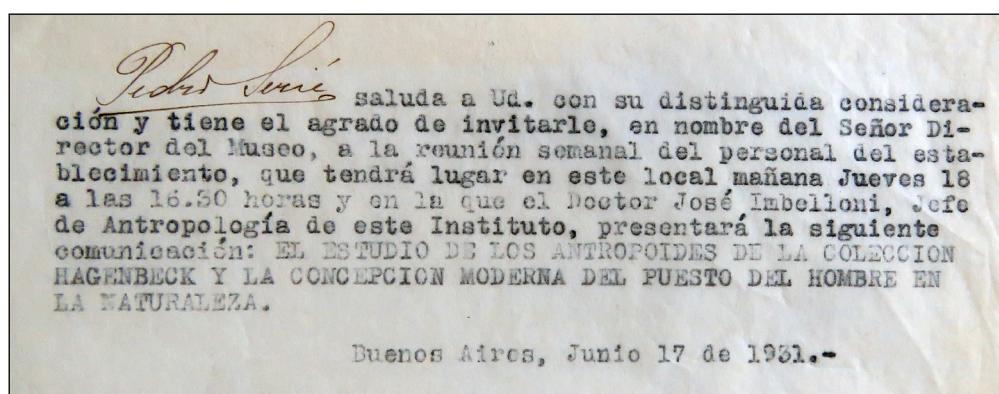 Pedro Serié saluda a Ud. con su distinguida considera-
ción y tiene el agrado de invitarle, en nombre del Señor Di-
rector del Museo, a la reunión semanal del personal del esta-
blecimiento, que tendrá lugar en este local mañana Jueves 18
a las 16.30 horas y en la que el Doctor José Imbelloni, Jefe
de Antropología de este Instituto, presentará la siguiente
comunicación: EL ESTUDIO DE LOS ANTROPOIDES DE LA COLECCION
HAGENBECK Y LA CONCEPCION MODERNA DEL PUESTO DEL HOMBRE EN
LA NATURALEZA.
Buenos Aires, Junio 17 de 1931.-